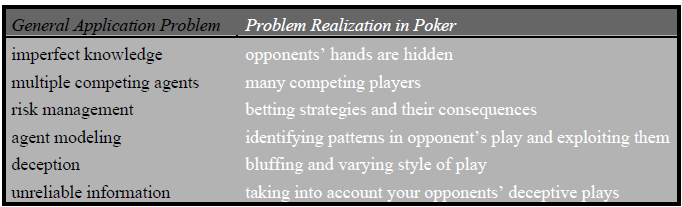 General Application Problem Problem Realization in Poker
imperfect knowledge opponents' hands are hidden
multiple competing agents many competing players
risk management betting strategies and their consequences
agent modeling identifying patterns in opponent's play and exploiting them
deception bluffing and varying style of play
unreliable information taking into account your opponents' deceptive plays